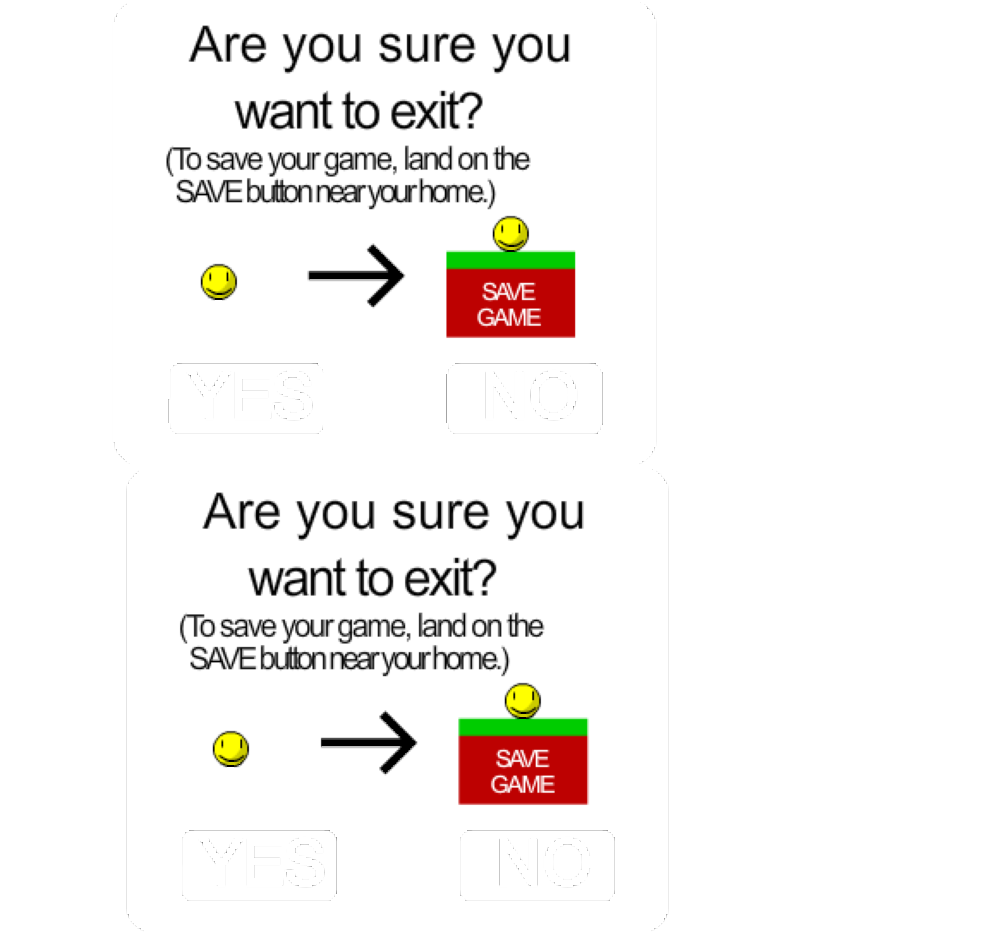 Are you sure you
want to exit?
(To save your game, land on the
SAVE button near your home.)
SAVE
GAME
YES NO
Are you sure you
want to exit?
(To save your game, land on the
SAVE button near your home.)
SAVE
GAME
YES NO